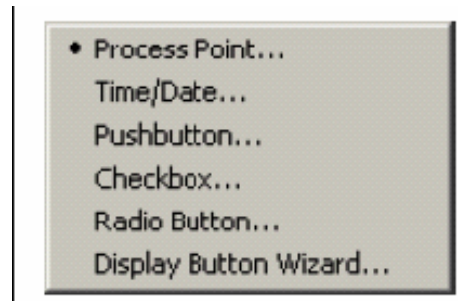 • Process Point...
Time/Date...
Pushbutton...
Checkbox...
Radio Button...
Display Button Wizard...